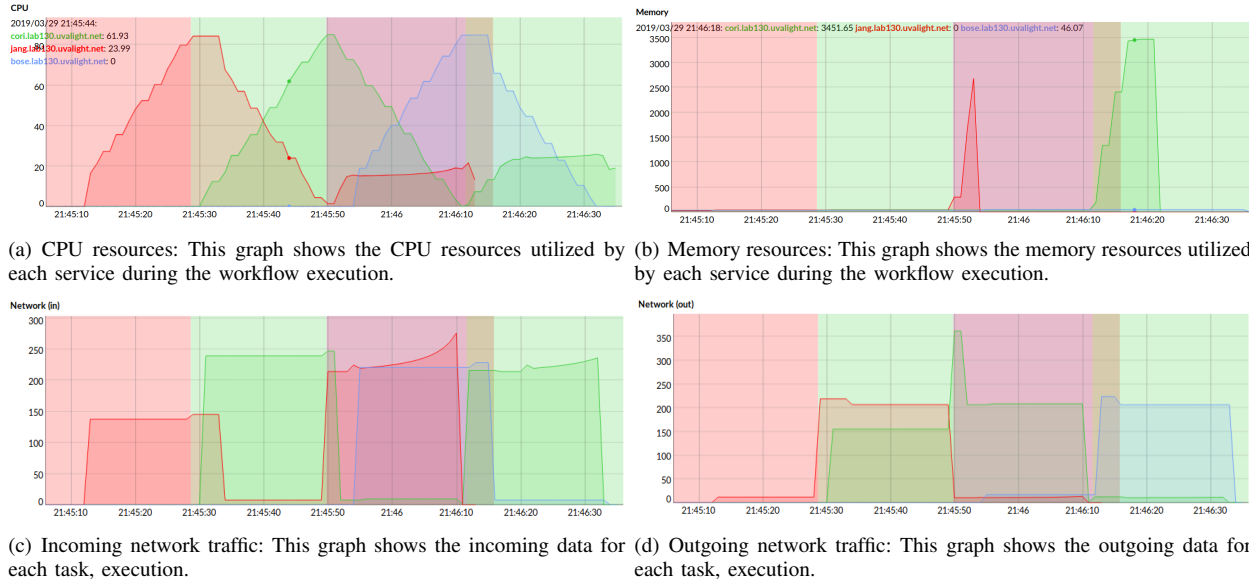 CPU
2019/03/29 21:45:44:
cori.lab130.uvalight.net: 61.93
80
jang.lab130.uvalight.net: 23.99
bose.lab130.uvalight.net: 0
60
40
20
0
21:45:10 21:45:20 21:45:30 21:45:40 21:45:50 21:46 21:46:10 21:46:20 21:46:30
(a) CPU resources: This graph shows the CPU resources utilized by
each service during the workflow execution.
Memory
2019/03/29 21:46:18: cori.lab130.uvalight.net: 3451.65 jang.lab130.uvalight.net: 0 bose.lab130.uvalight.net: 46.07
3500
3000
2500
2000
1500
1000
500
0
21:45:10 21:45:20 21:45:30 21:45:40 21:45:50 21:46 21:46:10 21:46:20 21:46:30
(b) Memory resources: This graph shows the memory resources utilized
by each service during the workflow execution.
Network (in)
300
250
200
150
100
50
0
21:45:10 21:45:20 21:45:30 21:45:40 21:45:50 21:46 21:46:10 21:46:20 21:46:30
(c) Incoming network traffic: This graph shows the incoming data for
each task, execution.
Network (out)
350
300
250
200
150
100
50
0
21:45:10 21:45:20 21:45:30 21:45:40 21:45:50 21:46 21:46:10 21:46:20 21:46:30
(d) Outgoing network traffic: This graph shows the outgoing data for
each task, execution.